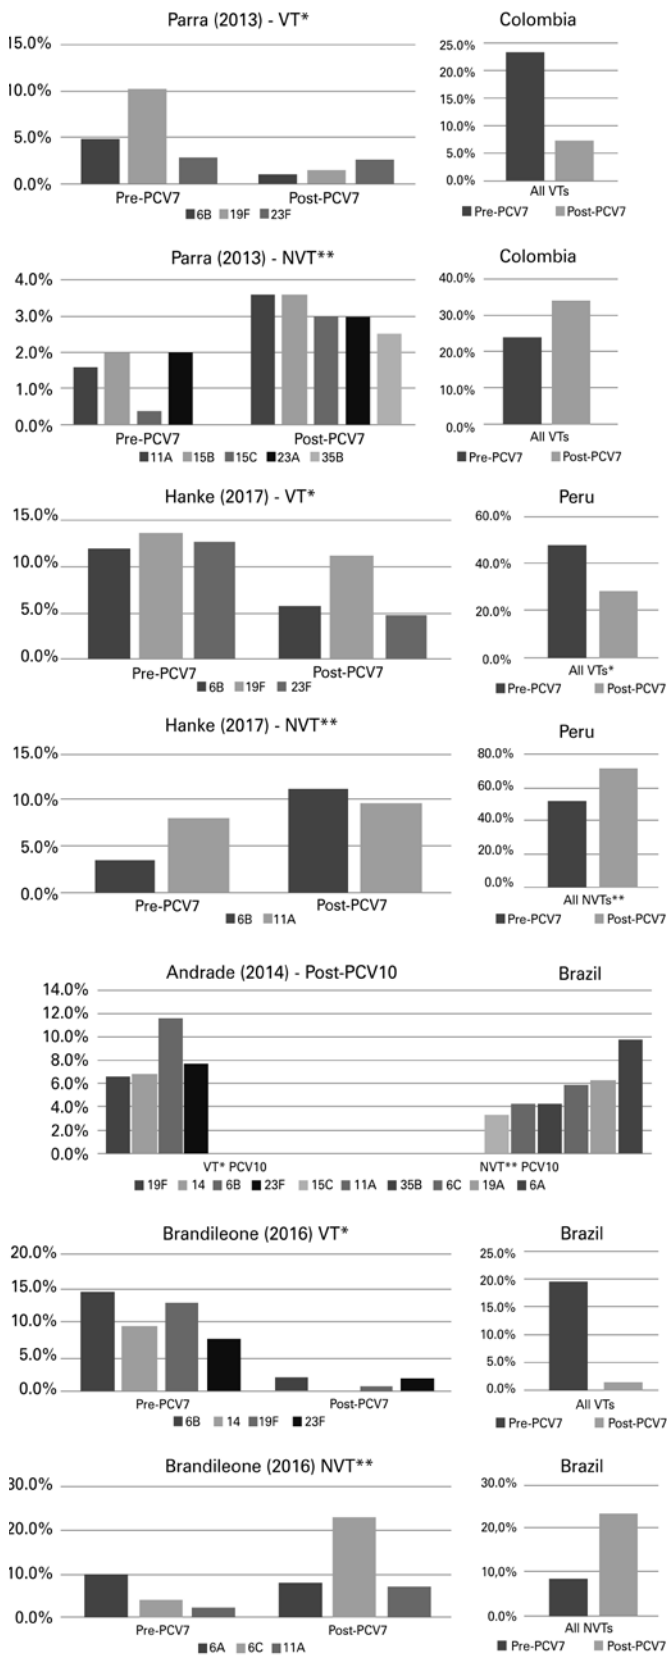 Parra (2013) - VT*
15.0%
10.0%
5.0%
0.0%
Pre-PCV7 Post-PCV7
6B 19F 23F
Colombia
25.0%
20.0%
15.0%
10.0%
5.0%
0.0%
All VTs
Pre-PCV7 Post-PCV7
Parra (2013) - NVT**
4.0%
3.0%
2.0%
1.0%
0.0%
Pre-PCV7 Post-PCV7
11A 15B 15C 23A 35B
Colombia
40.0%
30.0%
20.0%
10.0%
0.0%
All VTs
Pre-PCV7 Post-PCV7
Hanke (2017) - VT*
15.0%
10.0%
5.0%
0.0%
Pre-PCV7 Post-PCV7
6B 19F 23F
Peru
60.0%
40.0%
20.0%
0.0%
All VTs*
Pre-PCV7 Post-PCV7
Hanke (2017) - NVT**
15.0%
10.0%
5.0%
0.0%
Pre-PCV7 Post-PCV7
6B 11A
Peru
80.0%
60.0%
40.0%
20.0%
0.0%
All NVTs**
Pre-PCV7 Post-PCV7
Andrade (2014) - Post-PCV10 Brazil
14.0%
12.0%
10.0%
8.0%
6.0%
4.0%
2.0%
0.0%
VT* PCV10 NVT** PCV10
19F 14 6B 23F 15C 11A 35B 6C 19A 6A
Brandileone (2016) VT*
20.0%
15.0%
10.0%
5.0%
0.0%
Pre-PCV7 Post-PCV7
6B 14 19F 23F
Brazil
25.0%
20.0%
15.0%
10.0%
5.0%
0.0%
All VTs
Pre-PCV7 Post-PCV7
Brandileone (2016) NVT**
30.0%
20.0%
10.0%
0.0%
Pre-PCV7 Post-PCV7
6A 6C 11A
Brazil
30.0%
20,0%
10,0%
0.0%
All NVTs
Pre-PCV7 Post-PCV7